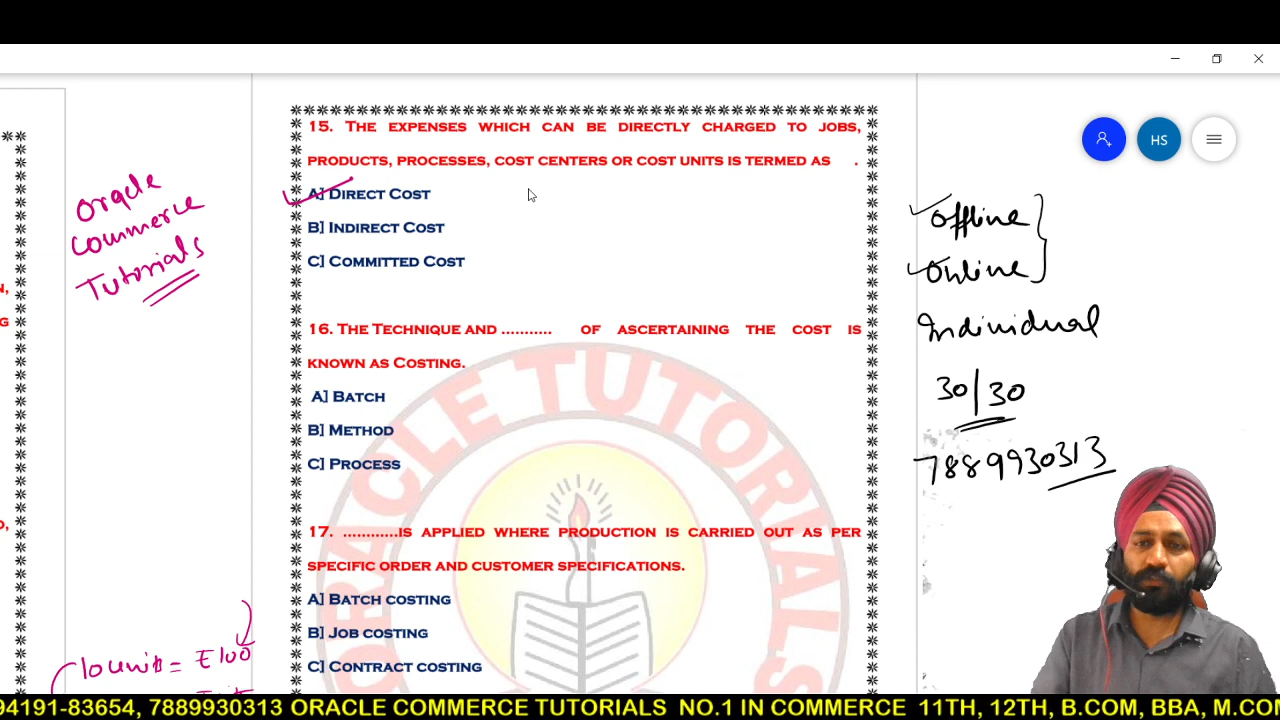 15. THE EXPENSES WHICH CAN BE DIRECTLY CHARGED TO JOBS,
PRODUCTS, PROCESSES, COST CENTERS OR COST UNITS IS TERMED AS .
A] DIRECT COST
B] INDIRECT COST
C] COMMITTED COST
16. THE TECHNIQUE AND ........... OF ASCERTAINING THE COST IS
KNOWN AS COSTING.
A] BATCH
B] METHOD
C] PROCESS
17. ............IS APPLIED WHERE PRODUCTION IS CARRIED OUT AS PER
SPECIFIC ORDER AND CUSTOMER SPECIFICATIONS.
A] BATCH COSTING
B] JOB COSTING
C] CONTRACT COSTING
ORACLE TUTORIALS
Oracle
Commerce
Tutorials
10 units = ₹100
HS
Offline
Online
Individual
30/30
7889930313
94191-83654, 7889930313 ORACLE COMMERCE TUTORIALS NO.1 IN COMMERCE 11TH, 12TH, B.COM, BBA, M.CO